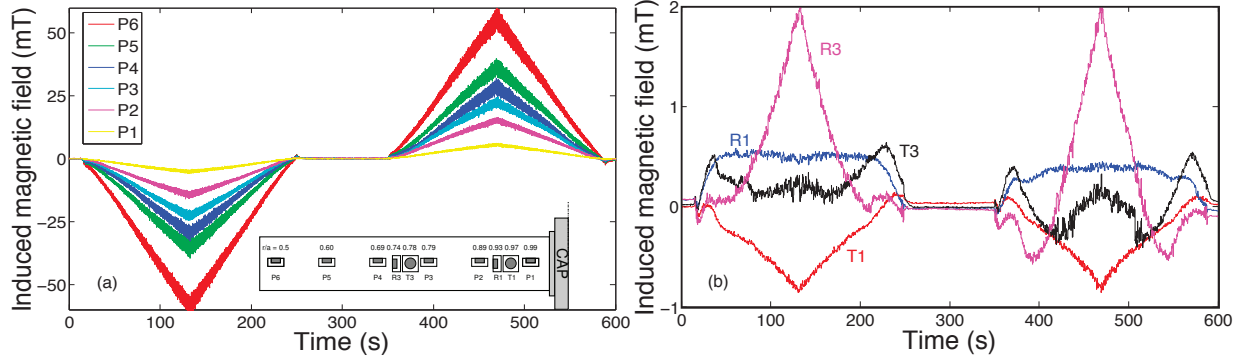 Induced magnetic field (mT)
50
25
0
-25
-50
P6
P5
P4
P3
P2
P1
(a)
r/a = 0.5 0.60 0.69 0.74 0.78 0.79 0.89 0.93 0.97 0.99
P6 P5 P4 R3 T3 P3 P2 R1 T1 P1
CAP
0 100 200 300 400 500 600
Time (s)
Induced magnetic field (mT)
2
1
0
−1
R3
R1
T3
T1
(b)
0 100 200 300 400 500 600
Time (s)